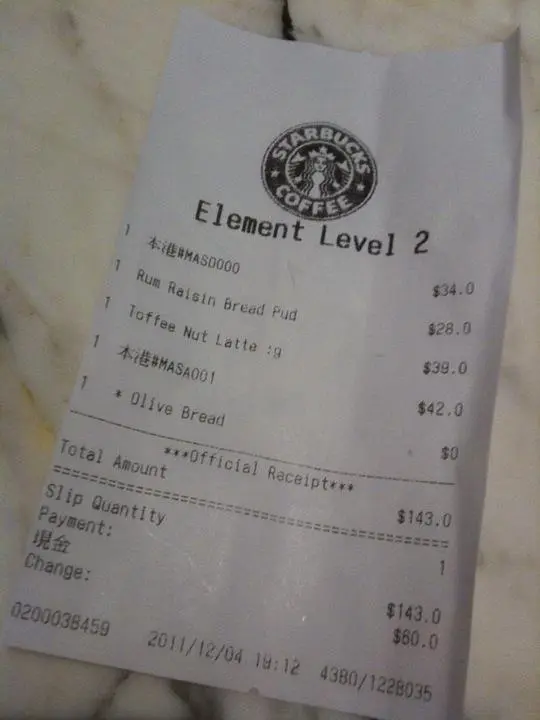 STARBUCKS COFFEE
Element Level 2
1 本港#MAS0000 $34.0
1 Rum Raisin Bread Pud $28.0
1 Toffee Nut Latte :g $39.0
1 本港#MASA001 $42.0
1 * Olive Bread $0
***Official Receipt***
Total Amount $143.0
Slip Quantity 1
Payment:
現金 $143.0
Change: $60.0
0200038459 2011/12/04 18:12 4380/1228035